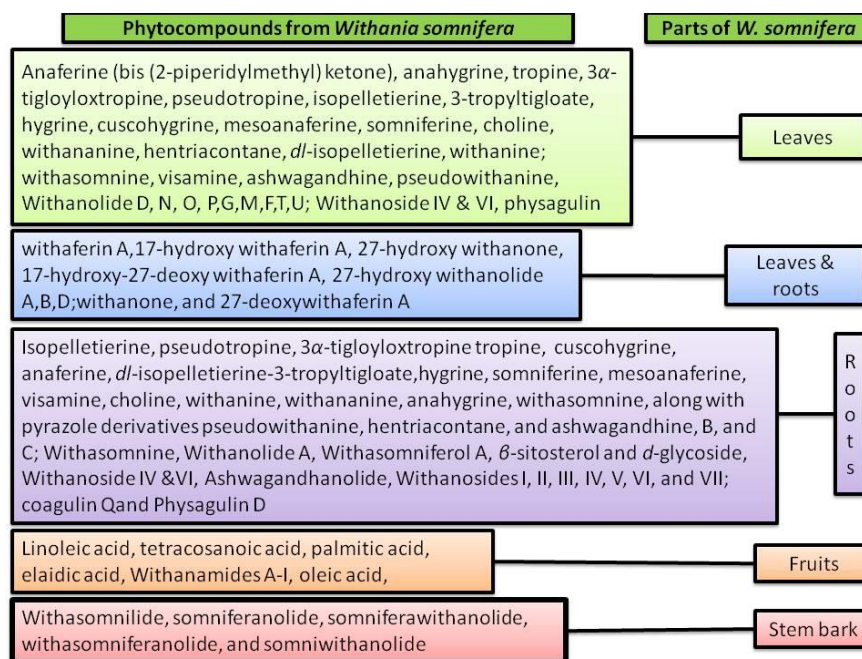 Phytocompounds from Withania somnifera
Parts of W. somnifera
Anaferine (bis (2-piperidylmethyl) ketone), anahygrine, tropine, 3α-
tigloyloxtropine, pseudotropine, isopelletierine, 3-tropyltigloate,
hygrine, cuscohygrine, mesoanaferine, somniferine, choline,
withananine, hentriacontane, dl-isopelletierine, withanine;
withasomnine, visamine, ashwagandhine, pseudowithanine,
Withanolide D, N, O, P,G,M,F,T,U; Withanoside IV & VI, physagulin
Leaves
withaferin A,17-hydroxy withaferin A, 27-hydroxy withanone,
17-hydroxy-27-deoxy withaferin A, 27-hydroxy withanolide
A,B,D;withanone, and 27-deoxywithaferin A
Leaves &
roots
Isopelletierine, pseudotropine, 3α-tigloyloxtropine tropine, cuscohygrine,
anaferine, dl-isopelletierine-3-tropyltigloate,hygrine, somniferine, mesoanaferine,
visamine, choline, withanine, withananine, anahygrine, withasomnine, along with
pyrazole derivatives pseudowithanine, hentriacontane, and ashwagandhine, B, and
C; Withasomnine, Withanolide A, Withasomniferol A, β-sitosterol and d-glycoside,
Withanoside IV &VI, Ashwagandhanolide, Withanosides I, II, III, IV, V, VI, and VII;
coagulin Qand Physagulin D
R
o
o
t
s
Linoleic acid, tetracosanoic acid, palmitic acid,
elaidic acid, Withanamides A-I, oleic acid,
Fruits
Withasomnilide, somniferanolide, somniferawithanolide,
withasomniferanolide, and somniwithanolide
Stem bark